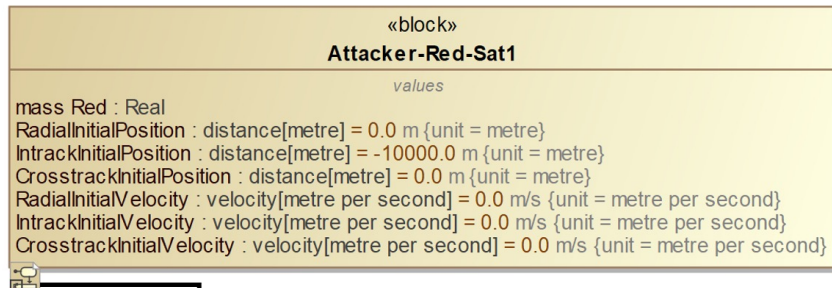 «block»
Attacker-Red-Sat1
values
mass Red : Real
RadialInitialPosition : distance[metre] = 0.0 m {unit = metre}
IntrackInitialPosition : distance[metre] = -10000.0 m {unit = metre}
CrosstrackInitialPosition : distance[metre] = 0.0 m {unit = metre}
RadialInitialVelocity : velocity[metre per second] = 0.0 m/s {unit = metre per second}
IntrackInitialVelocity : velocity[metre per second] = 0.0 m/s {unit = metre per second}
CrosstrackInitialVelocity : velocity[metre per second] = 0.0 m/s {unit = metre per second}